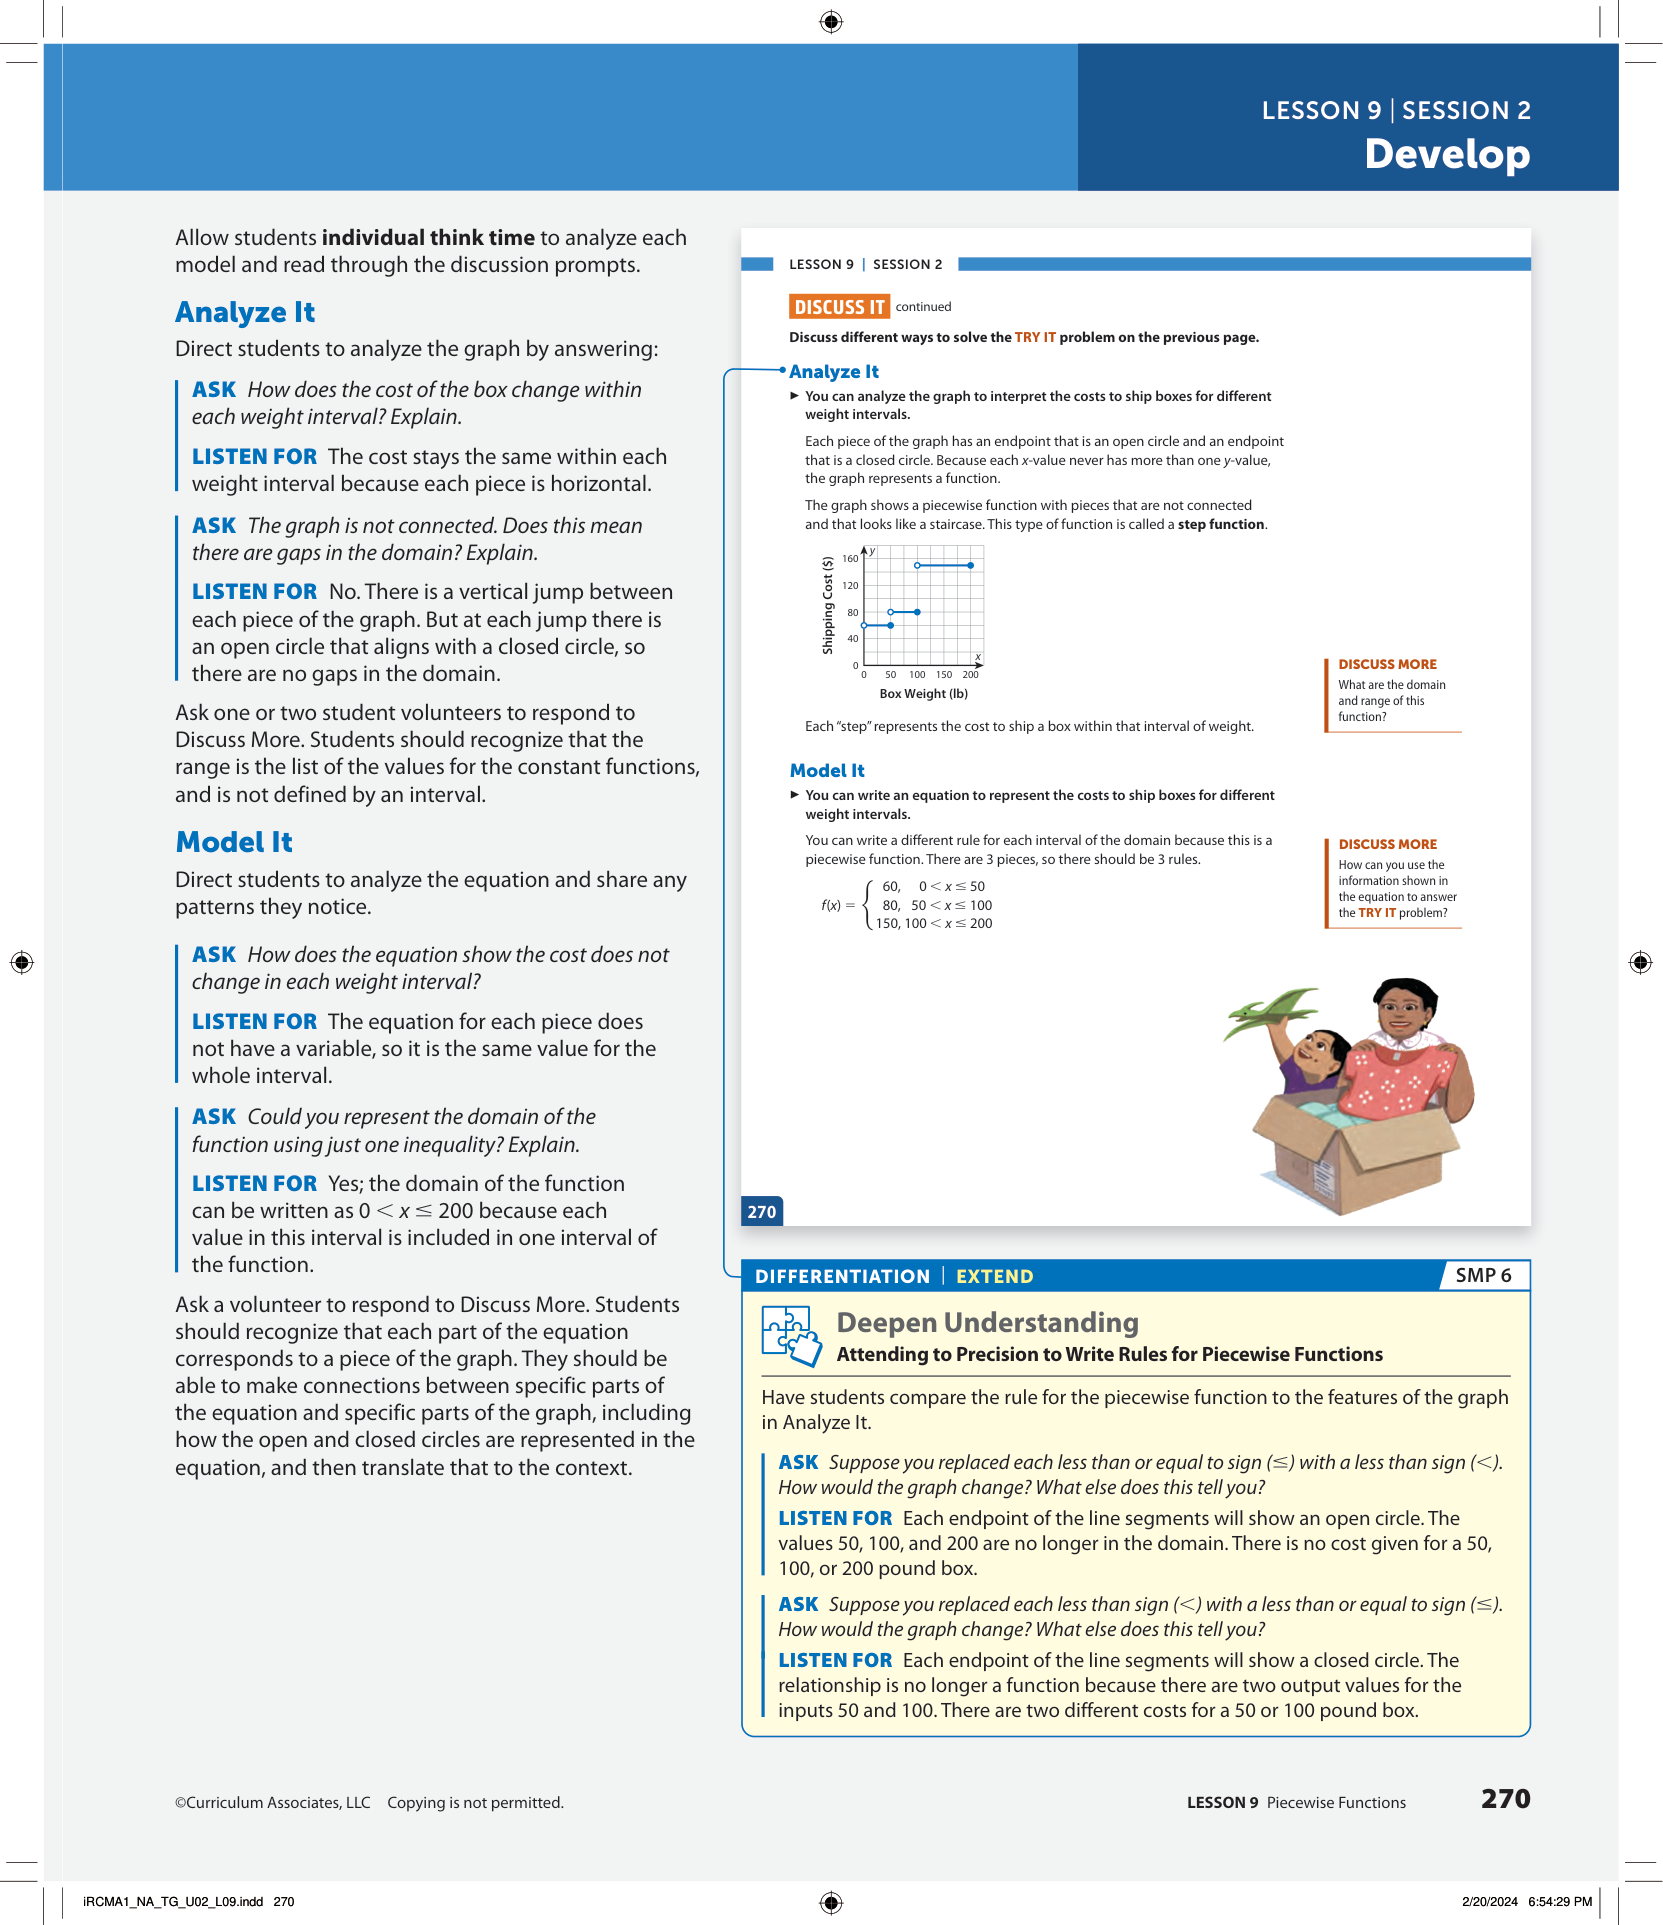 LESSON 9 | SESSION 2
Develop
Allow students individual think time to analyze each
model and read through the discussion prompts.
Analyze It
Direct students to analyze the graph by answering:
ASK How does the cost of the box change within
each weight interval? Explain.
LISTEN FOR The cost stays the same within each
weight interval because each piece is horizontal.
ASK The graph is not connected. Does this mean
there are gaps in the domain? Explain.
LISTEN FOR No. There is a vertical jump between
each piece of the graph. But at each jump there is
an open circle that aligns with a closed circle, so
there are no gaps in the domain.
Ask one or two student volunteers to respond to
Discuss More. Students should recognize that the
range is the list of the values for the constant functions,
and is not defined by an interval.
Model It
Direct students to analyze the equation and share any
patterns they notice.
ASK How does the equation show the cost does not
change in each weight interval?
LISTEN FOR The equation for each piece does
not have a variable, so it is the same value for the
whole interval.
ASK Could you represent the domain of the
function using just one inequality? Explain.
LISTEN FOR Yes; the domain of the function
can be written as 0 < x ≤ 200 because each
value in this interval is included in one interval of
the function.
Ask a volunteer to respond to Discuss More. Students
should recognize that each part of the equation
corresponds to a piece of the graph. They should be
able to make connections between specific parts of
the equation and specific parts of the graph, including
how the open and closed circles are represented in the
equation, and then translate that to the context.
LESSON 9 | SESSION 2
DISCUSS IT continued
Discuss different ways to solve the TRY IT problem on the previous page.
Analyze It
▶ You can analyze the graph to interpret the costs to ship boxes for different
weight intervals.
Each piece of the graph has an endpoint that is an open circle and an endpoint
that is a closed circle. Because each x-value never has more than one y-value,
the graph represents a function.
The graph shows a piecewise function with pieces that are not connected
and that looks like a staircase. This type of function is called a step function.
Shipping Cost ($)
y
160
120
80
40
0
x
0 50 100 150 200
Box Weight (lb)
DISCUSS MORE
What are the domain
and range of this
function?
Each "step" represents the cost to ship a box within that interval of weight.
Model It
▶ You can write an equation to represent the costs to ship boxes for different
weight intervals.
You can write a different rule for each interval of the domain because this is a
piecewise function. There are 3 pieces, so there should be 3 rules.
60, 0 < x ≤ 50
f(x) = { 80, 50 < x ≤ 100
150, 100 < x ≤ 200
DISCUSS MORE
How can you use the
information shown in
the equation to answer
the TRY IT problem?
270
DIFFERENTIATION | EXTEND
SMP 6
Deepen Understanding
Attending to Precision to Write Rules for Piecewise Functions
Have students compare the rule for the piecewise function to the features of the graph
in Analyze It.
ASK Suppose you replaced each less than or equal to sign (≤) with a less than sign (<).
How would the graph change? What else does this tell you?
LISTEN FOR Each endpoint of the line segments will show an open circle. The
values 50, 100, and 200 are no longer in the domain. There is no cost given for a 50,
100, or 200 pound box.
ASK Suppose you replaced each less than sign (<) with a less than or equal to sign (≤).
How would the graph change? What else does this tell you?
LISTEN FOR Each endpoint of the line segments will show a closed circle. The
relationship is no longer a function because there are two output values for the
inputs 50 and 100. There are two different costs for a 50 or 100 pound box.
©Curriculum Associates, LLC Copying is not permitted.
LESSON 9 Piecewise Functions 270
iRCMA1_NA_TG_U02_L09.indd 270
2/20/2024 6:54:29 PM